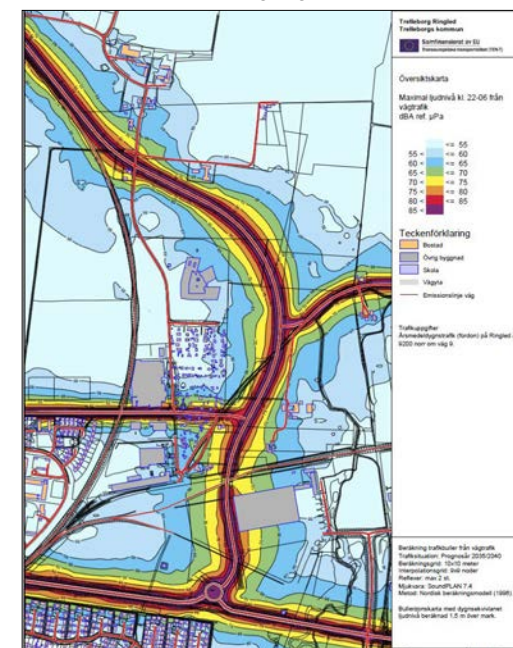 Trelleborg Ringled
Trelleborgs kommun
Samfinansierat av EU
Översiktskarta
Maximal ljudnivå kl. 22-06 från
vägtrafik
dBA ref. µPa
<= 55
55 < <= 60
60 < <= 65
65 < <= 70
70 < <= 75
75 < <= 80
80 < <= 85
85 <
Teckenförklaring
Bostad
Övrig byggnad
Skola
Vägyta
Emissionslinje väg
Trafikuppgifter
Årsmedeldygnstrafik (fordon) på Ringled
9200 norr om väg 9.
Beräkning trafikbuller från vägtrafik
Trafiksituation: Prognosår 2035/2040
Beräkningsgrid: 10x10 meter
Interpolationsgrid: 9x9 noder
Reflexer: max 2 st.
Mjukvara: SoundPLAN 7.4
Metod: Nordisk beräkningsmodell (1996)
ljudnivå beräknad 1,5 m över mark.